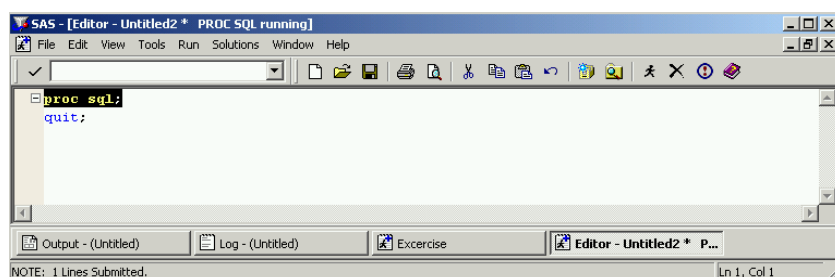 SAS - [Editor - Untitled2 * PROC SQL running]
File Edit View Tools Run Solutions Window Help
proc sql;
quit;
Output - (Untitled) Log - (Untitled) Excercise Editor - Untitled2 * P...
NOTE: 1 Lines Submitted. Ln 1, Col 1